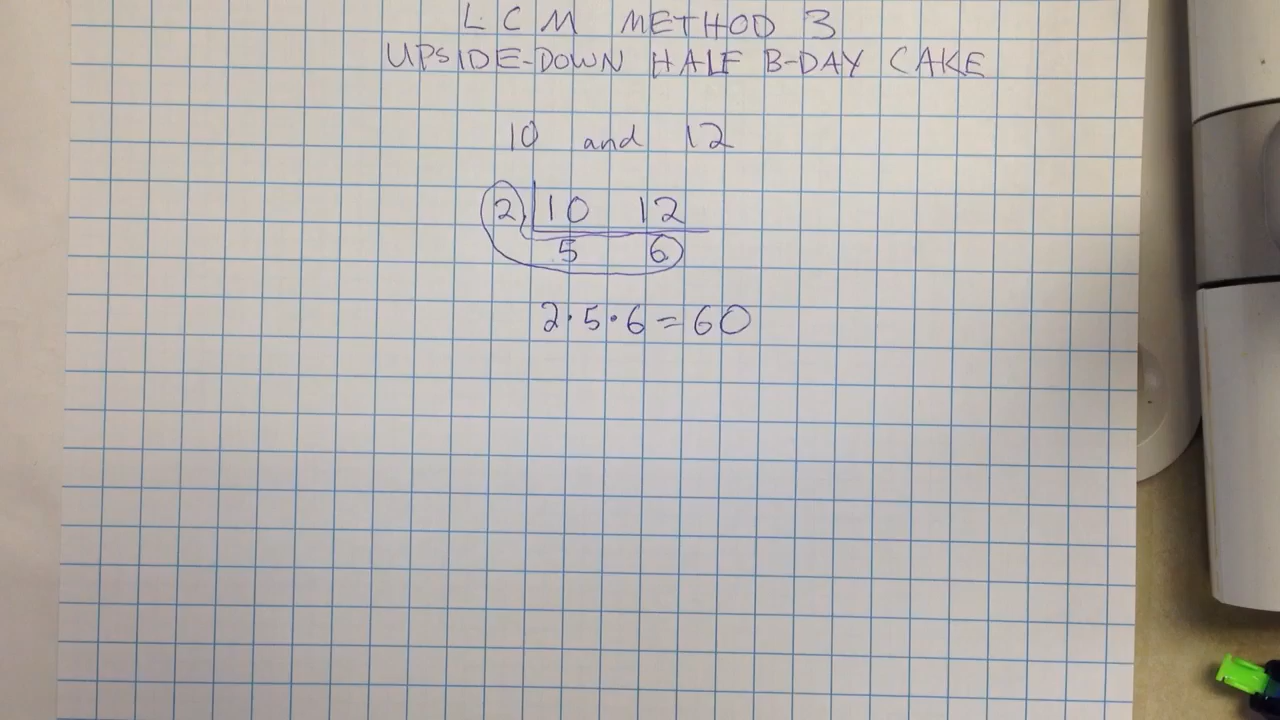 LCM METHOD 3
UPSIDE-DOWN HALF B-DAY CAKE
10 and 12
2 10 12
5 6
2·5·6=60